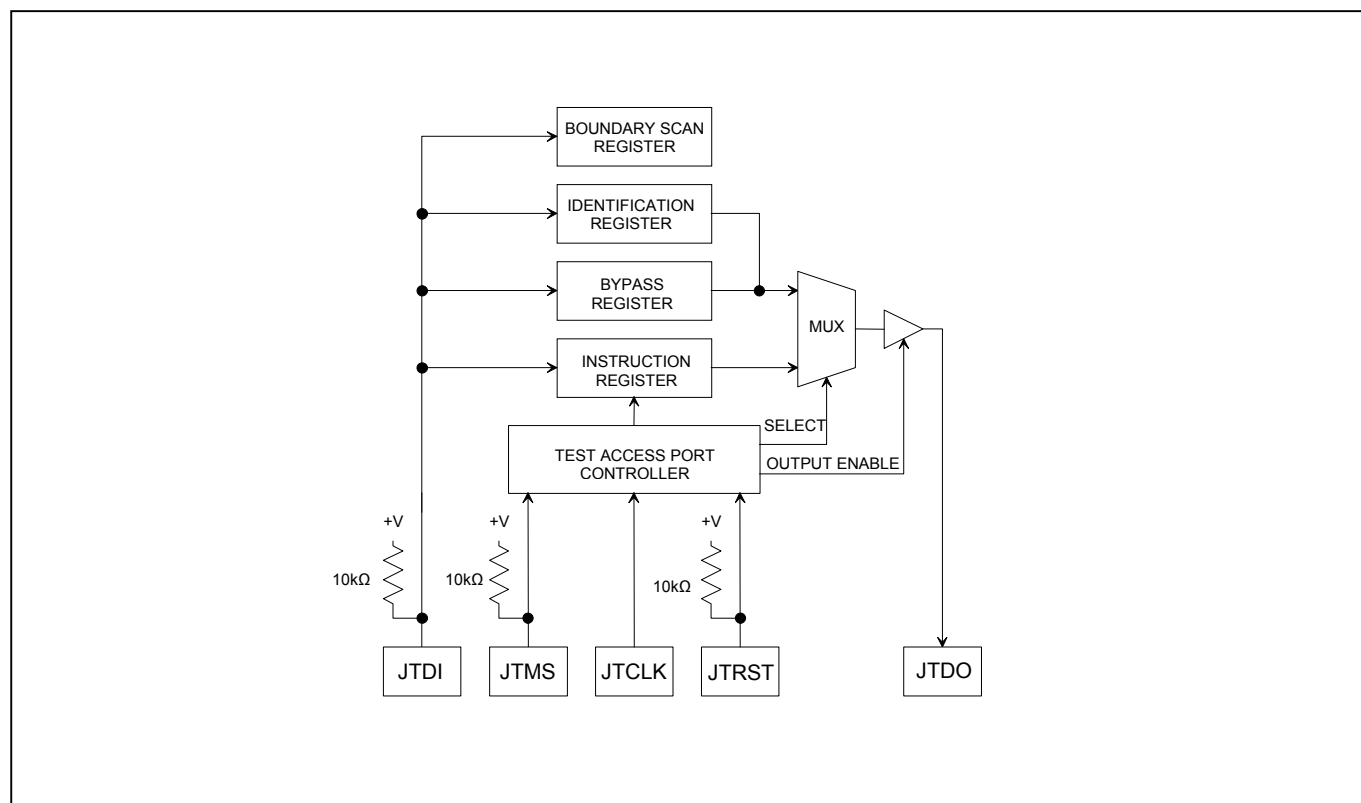 BOUNDARY SCAN
REGISTER
IDENTIFICATION
REGISTER
BYPASS
REGISTER
MUX
INSTRUCTION
REGISTER
SELECT
TEST ACCESS PORT
CONTROLLER
OUTPUT ENABLE
+V
+V
+V
10kΩ
10kΩ
10kΩ
JTDI
JTMS
JTCLK
JTRST
JTDO